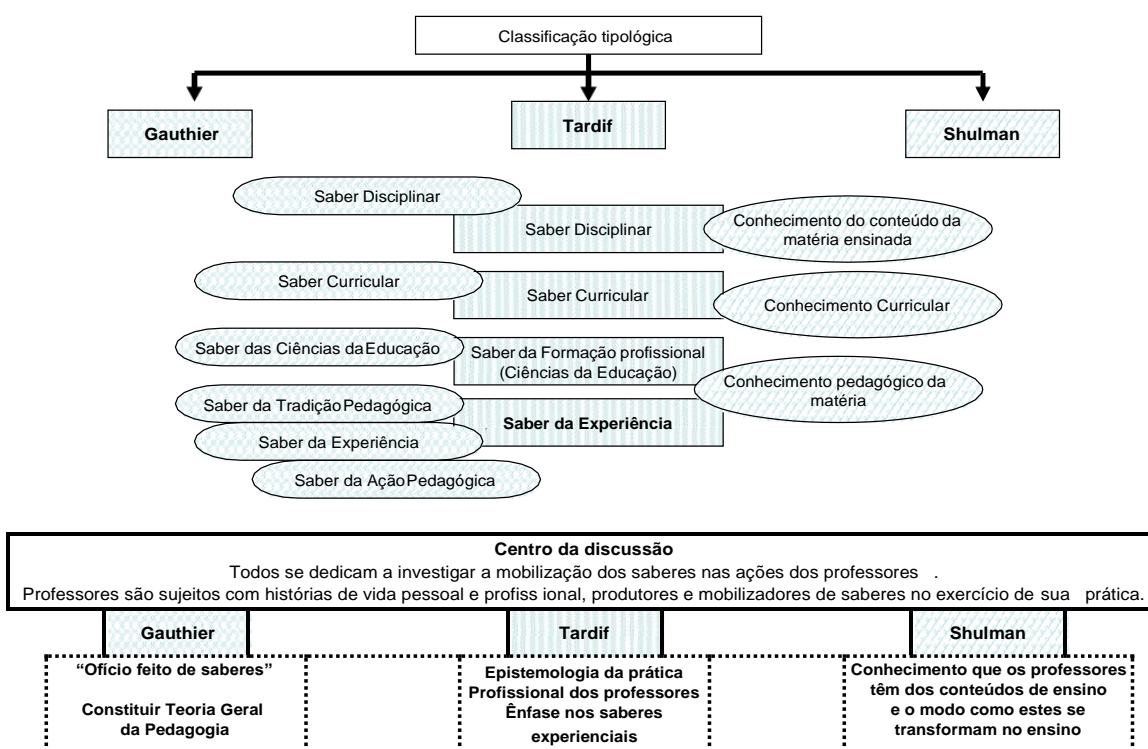 Classificação tipológica
Gauthier
Tardif
Shulman
Saber Disciplinar
Saber Disciplinar
Conhecimento do conteúdo da
matéria ensinada
Saber Curricular
Saber Curricular
Conhecimento Curricular
Saber das Ciências daEducação
Saber da Formação profissional
(Ciências da Educação)
Conhecimento pedagógico da
matéria
Saber da TradiçãoPedagógica
Saber da Experiência
Saber da Experiência
Saber da AçãoPedagógica
Centro da discussão
Todos se dedicam a investigar a mobilização dos saberes nas ações dos professores .
Professores são sujeitos com histórias de vida pessoal e profiss ional, produtores e mobilizadores de saberes no exercício de sua prática.
Gauthier
Tardif
Shulman
“Ofício feito de saberes”
Constituir Teoria Geral
da Pedagogia
Epistemologia da prática
Profissional dos professores
Ênfase nos saberes
experienciais
Conhecimento que os professores
têm dos conteúdos de ensino
e o modo como estes se
transformam no ensino